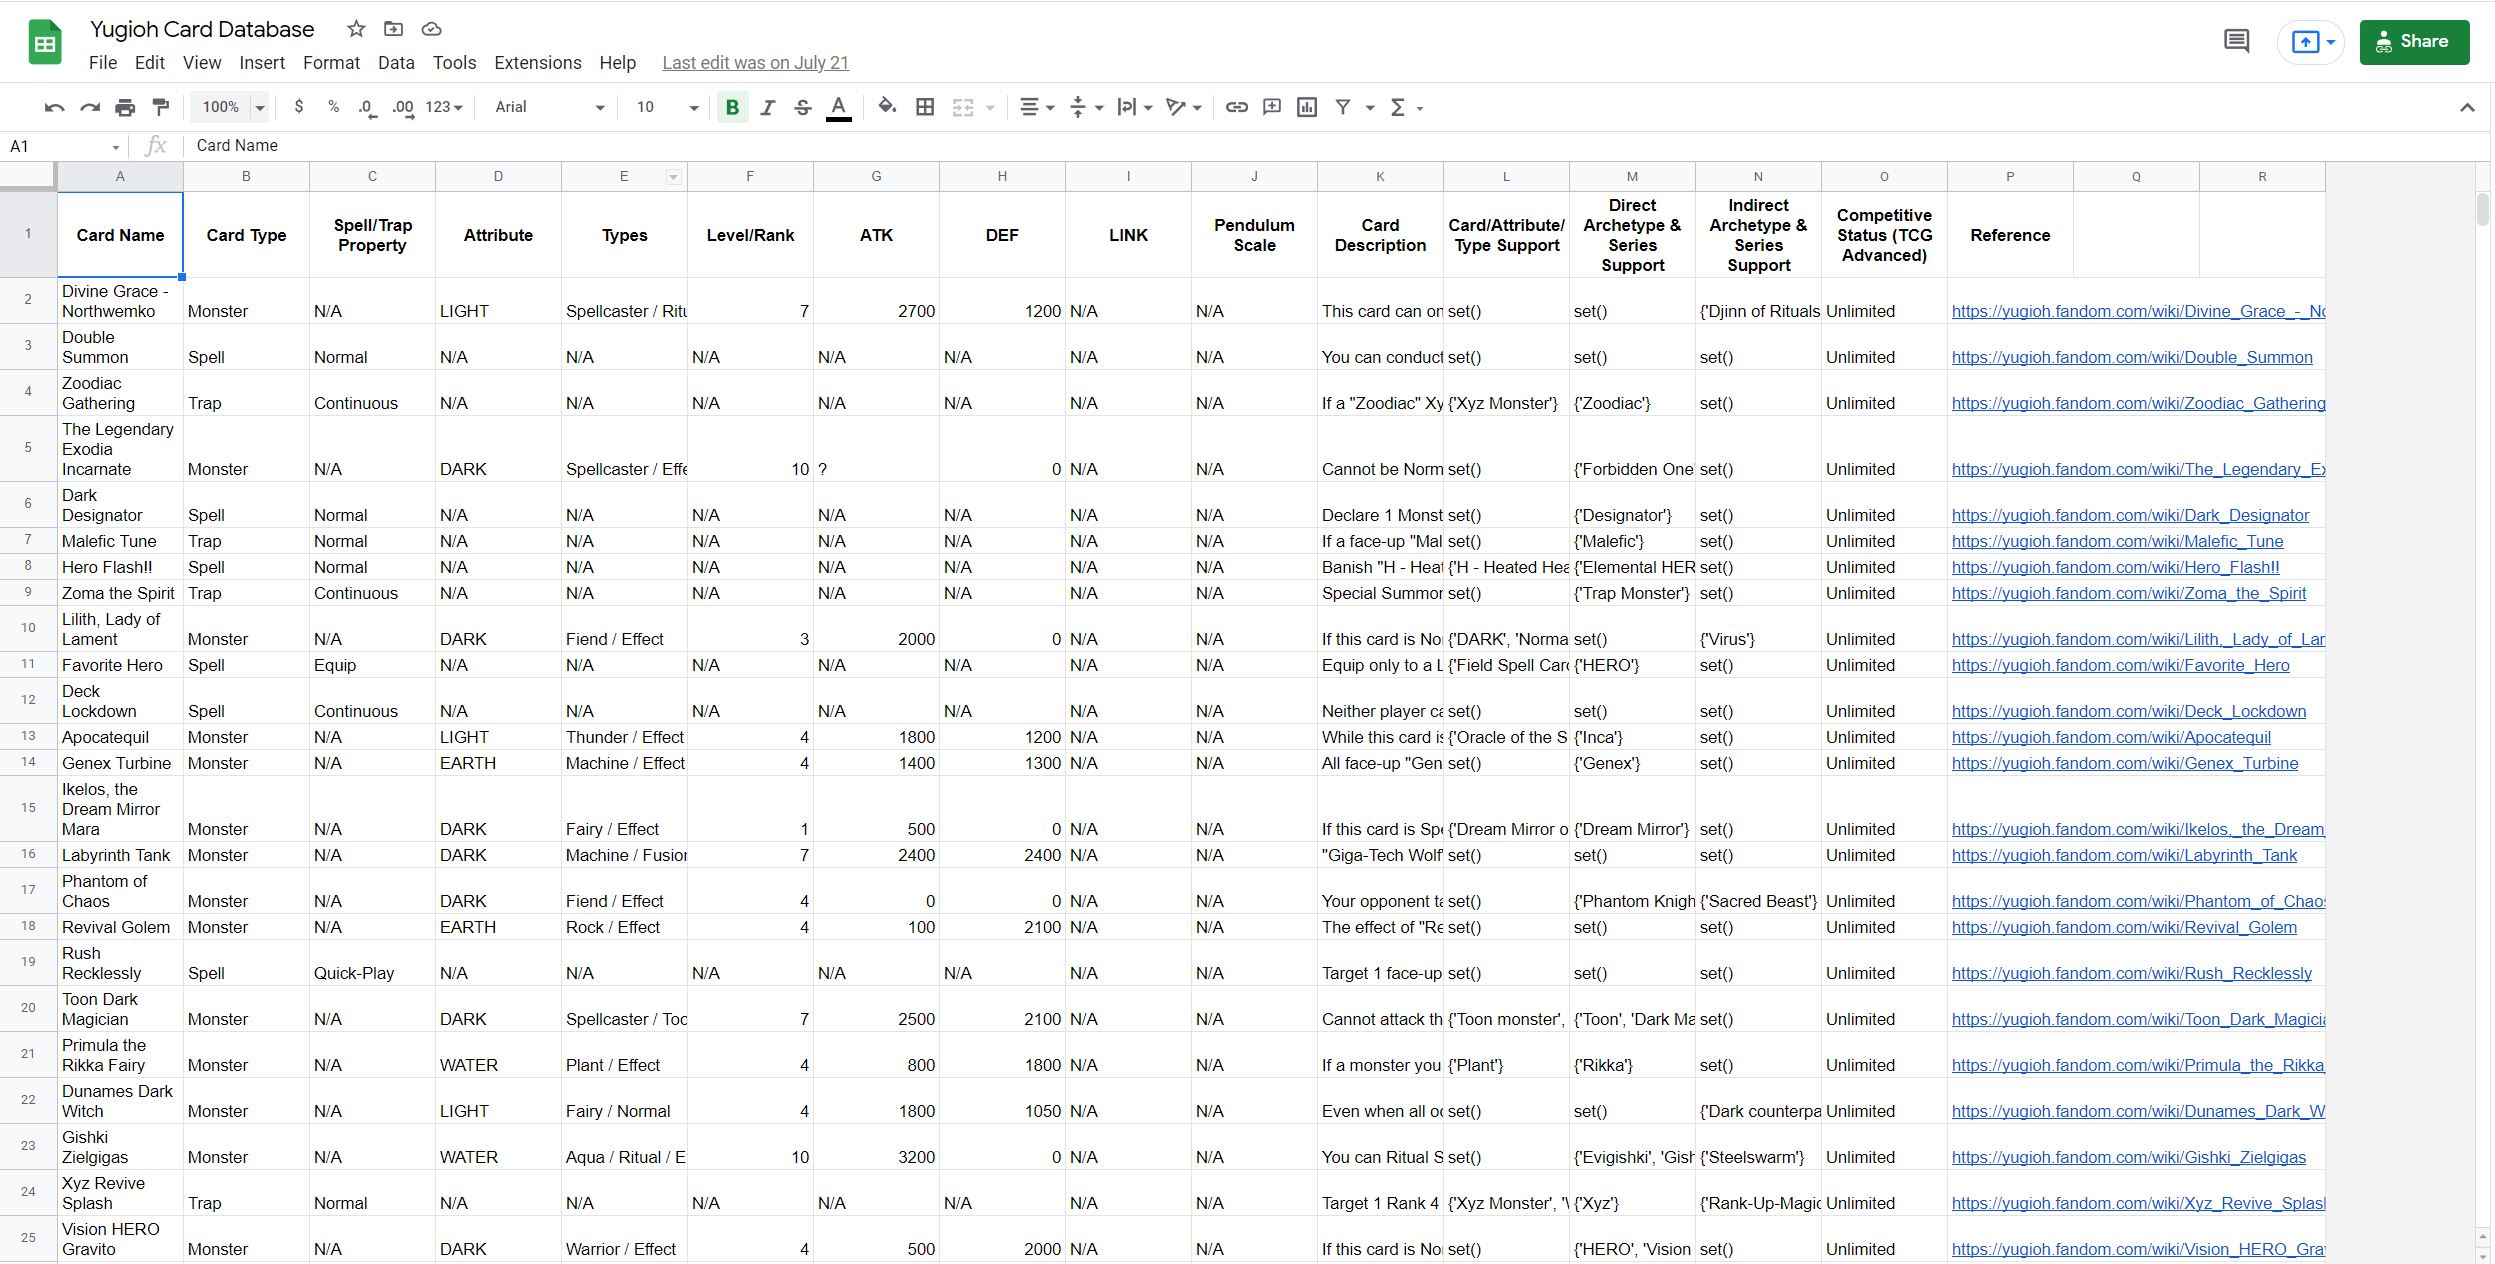 Yugioh Card Database
File Edit View Insert Format Data Tools Extensions Help Last edit was on July 21
Share
100% $ % .0 .00 123 Arial 10 B I S A
A1 fx Card Name
A B C D E F G H I J K L M N O P Q R
1 Card Name Card Type Spell/Trap Property Attribute Types Level/Rank ATK DEF LINK Pendulum Scale Card Description Card/Attribute/Type Support Direct Archetype & Series Support Indirect Archetype & Series Support Competitive Status (TCG Advanced) Reference
2 Divine Grace - Northwemko Monster N/A LIGHT Spellcaster / Ritu 7 2700 1200 N/A N/A This card can on set() set() {'Djinn of Rituals Unlimited https://yugioh.fandom.com/wiki/Divine_Grace_-_No
3 Double Summon Spell Normal N/A N/A N/A N/A N/A N/A N/A You can conduct set() set() set() Unlimited https://yugioh.fandom.com/wiki/Double_Summon
4 Zoodiac Gathering Trap Continuous N/A N/A N/A N/A N/A N/A N/A If a "Zoodiac" Xy {'Xyz Monster'} {'Zoodiac'} set() Unlimited https://yugioh.fandom.com/wiki/Zoodiac_Gathering
5 The Legendary Exodia Incarnate Monster N/A DARK Spellcaster / Effe 10 ? 0 N/A N/A Cannot be Norm set() {'Forbidden One' set() Unlimited https://yugioh.fandom.com/wiki/The_Legendary_Ex
6 Dark Designator Spell Normal N/A N/A N/A N/A N/A N/A N/A Declare 1 Monst set() {'Designator'} set() Unlimited https://yugioh.fandom.com/wiki/Dark_Designator
7 Malefic Tune Trap Normal N/A N/A N/A N/A N/A N/A N/A If a face-up "Mal set() {'Malefic'} set() Unlimited https://yugioh.fandom.com/wiki/Malefic_Tune
8 Hero Flash!! Spell Normal N/A N/A N/A N/A N/A N/A N/A Banish "H - Heat {'H - Heated Hea {'Elemental HER set() Unlimited https://yugioh.fandom.com/wiki/Hero_Flash!!
9 Zoma the Spirit Trap Continuous N/A N/A N/A N/A N/A N/A N/A Special Summon set() {'Trap Monster'} set() Unlimited https://yugioh.fandom.com/wiki/Zoma_the_Spirit
10 Lilith, Lady of Lament Monster N/A DARK Fiend / Effect 3 2000 0 N/A N/A If this card is No {'DARK', 'Norma set() {'Virus'} Unlimited https://yugioh.fandom.com/wiki/Lilith,_Lady_of_Lar
11 Favorite Hero Spell Equip N/A N/A N/A N/A N/A N/A N/A Equip only to a L {'Field Spell Card {'HERO'} set() Unlimited https://yugioh.fandom.com/wiki/Favorite_Hero
12 Deck Lockdown Spell Continuous N/A N/A N/A N/A N/A N/A N/A Neither player ca set() set() set() Unlimited https://yugioh.fandom.com/wiki/Deck_Lockdown
13 Apocatequil Monster N/A LIGHT Thunder / Effect 4 1800 1200 N/A N/A While this card is {'Oracle of the S {'Inca'} set() Unlimited https://yugioh.fandom.com/wiki/Apocatequil
14 Genex Turbine Monster N/A EARTH Machine / Effect 4 1400 1300 N/A N/A All face-up "Gen set() {'Genex'} set() Unlimited https://yugioh.fandom.com/wiki/Genex_Turbine
15 Ikelos, the Dream Mirror Mara Monster N/A DARK Fairy / Effect 1 500 0 N/A N/A If this card is Spe {'Dream Mirror o {'Dream Mirror'} set() Unlimited https://yugioh.fandom.com/wiki/Ikelos,_the_Dream_
16 Labyrinth Tank Monster N/A DARK Machine / Fusion 7 2400 2400 N/A N/A "Giga-Tech Wolf" set() set() set() Unlimited https://yugioh.fandom.com/wiki/Labyrinth_Tank
17 Phantom of Chaos Monster N/A DARK Fiend / Effect 4 0 0 N/A N/A Your opponent ta set() {'Phantom Knigh {'Sacred Beast'} Unlimited https://yugioh.fandom.com/wiki/Phantom_of_Chaos
18 Revival Golem Monster N/A EARTH Rock / Effect 4 100 2100 N/A N/A The effect of "Re set() set() set() Unlimited https://yugioh.fandom.com/wiki/Revival_Golem
19 Rush Recklessly Spell Quick-Play N/A N/A N/A N/A N/A N/A N/A Target 1 face-up set() set() set() Unlimited https://yugioh.fandom.com/wiki/Rush_Recklessly
20 Toon Dark Magician Monster N/A DARK Spellcaster / Too 7 2500 2100 N/A N/A Cannot attack th {'Toon monster', {'Toon', 'Dark Ma set() Unlimited https://yugioh.fandom.com/wiki/Toon_Dark_Magicia
21 Primula the Rikka Fairy Monster N/A WATER Plant / Effect 4 800 1800 N/A N/A If a monster you {'Plant'} {'Rikka'} set() Unlimited https://yugioh.fandom.com/wiki/Primula_the_Rikka_
22 Dunames Dark Witch Monster N/A LIGHT Fairy / Normal 4 1800 1050 N/A N/A Even when all od set() set() {'Dark counterpa Unlimited https://yugioh.fandom.com/wiki/Dunames_Dark_W
23 Gishki Zielgigas Monster N/A WATER Aqua / Ritual / E 10 3200 0 N/A N/A You can Ritual S set() {'Evigishki', 'Gish {'Steelswarm'} Unlimited https://yugioh.fandom.com/wiki/Gishki_Zielgigas
24 Xyz Revive Splash Trap Normal N/A N/A N/A N/A N/A N/A N/A Target 1 Rank 4 {'Xyz Monster', 'W {'Xyz'} {'Rank-Up-Magic Unlimited https://yugioh.fandom.com/wiki/Xyz_Revive_Splash
25 Vision HERO Gravito Monster N/A DARK Warrior / Effect 4 500 2000 N/A N/A If this card is No set() {'HERO', 'Vision set() Unlimited https://yugioh.fandom.com/wiki/Vision_HERO_Gra